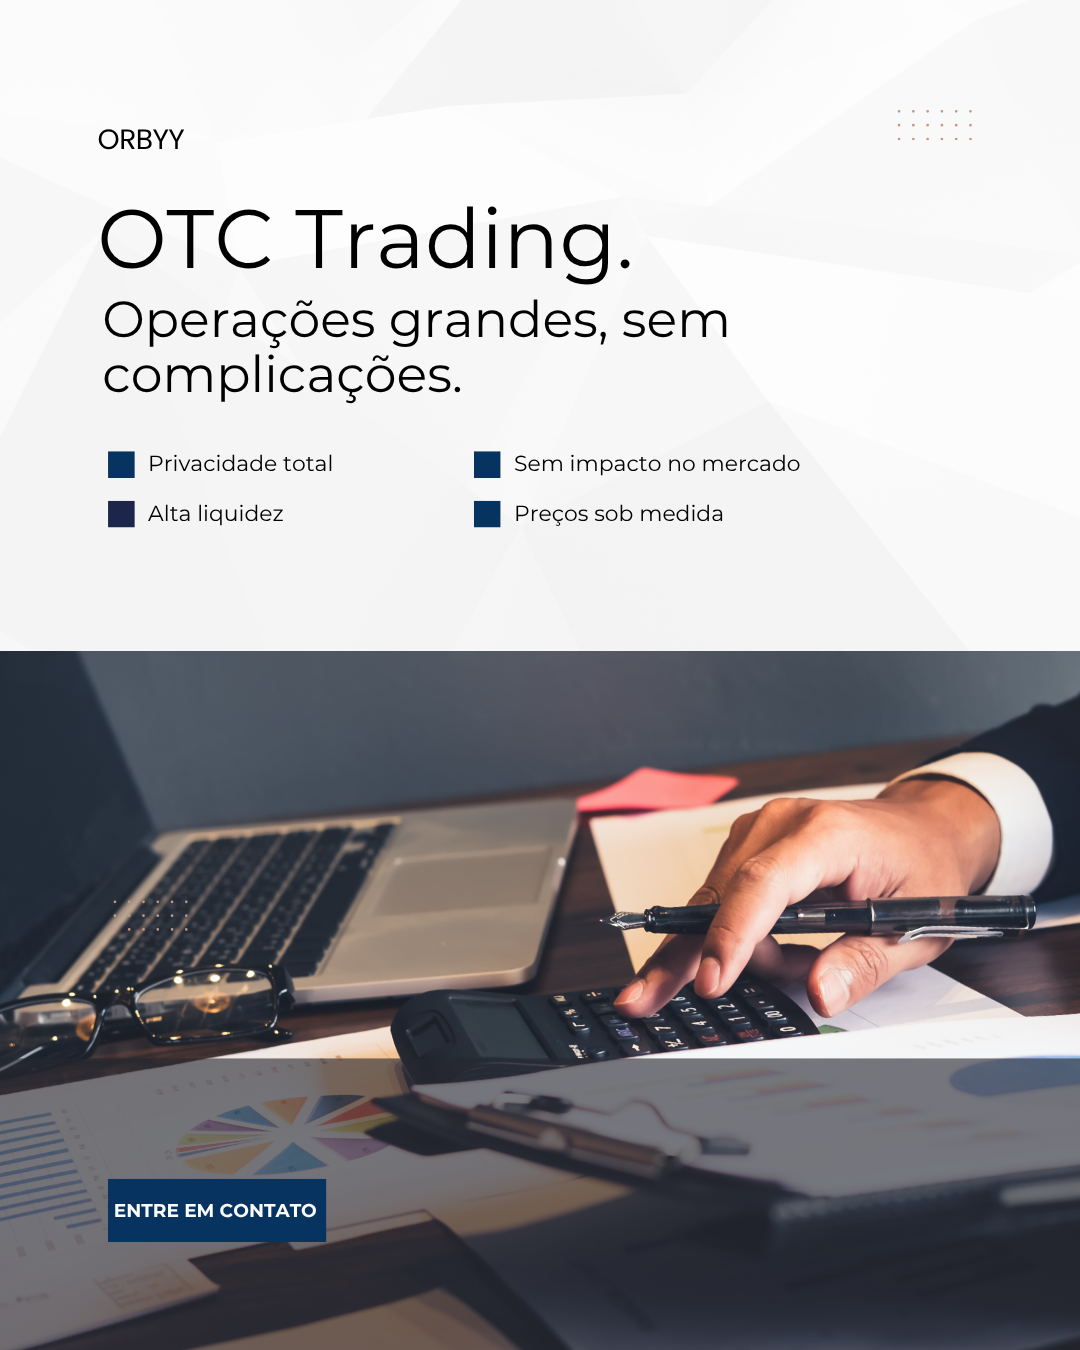 ORBYY
OTC Trading.
Operações grandes, sem
complicações.
Privacidade total
Sem impacto no mercado
Alta liquidez
Preços sob medida
ENTRE EM CONTATO